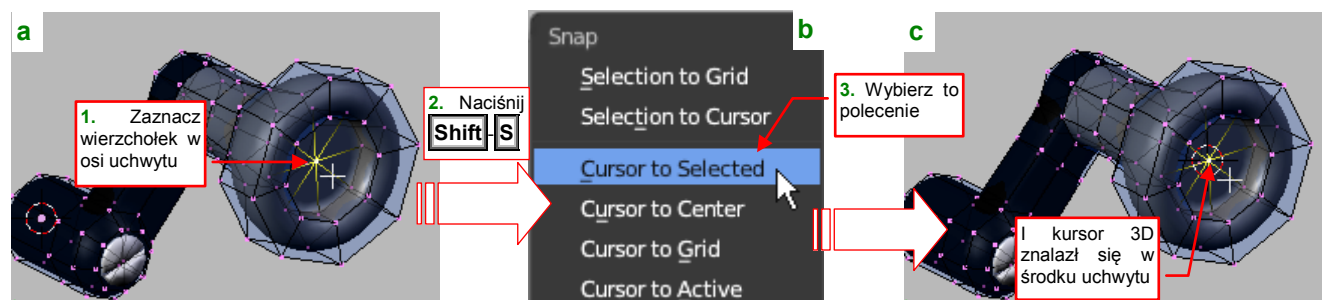 a
1. Zaznacz
wierzchołek w
osi uchwytu
2. Naciśnij
Shift-S
b
Snap
Selection to Grid
Selection to Cursor
Cursor to Selected
Cursor to Center
Cursor to Grid
Cursor to Active
3. Wybierz to
polecenie
c
I kursor 3D
znalazł się w
środku uchwytu